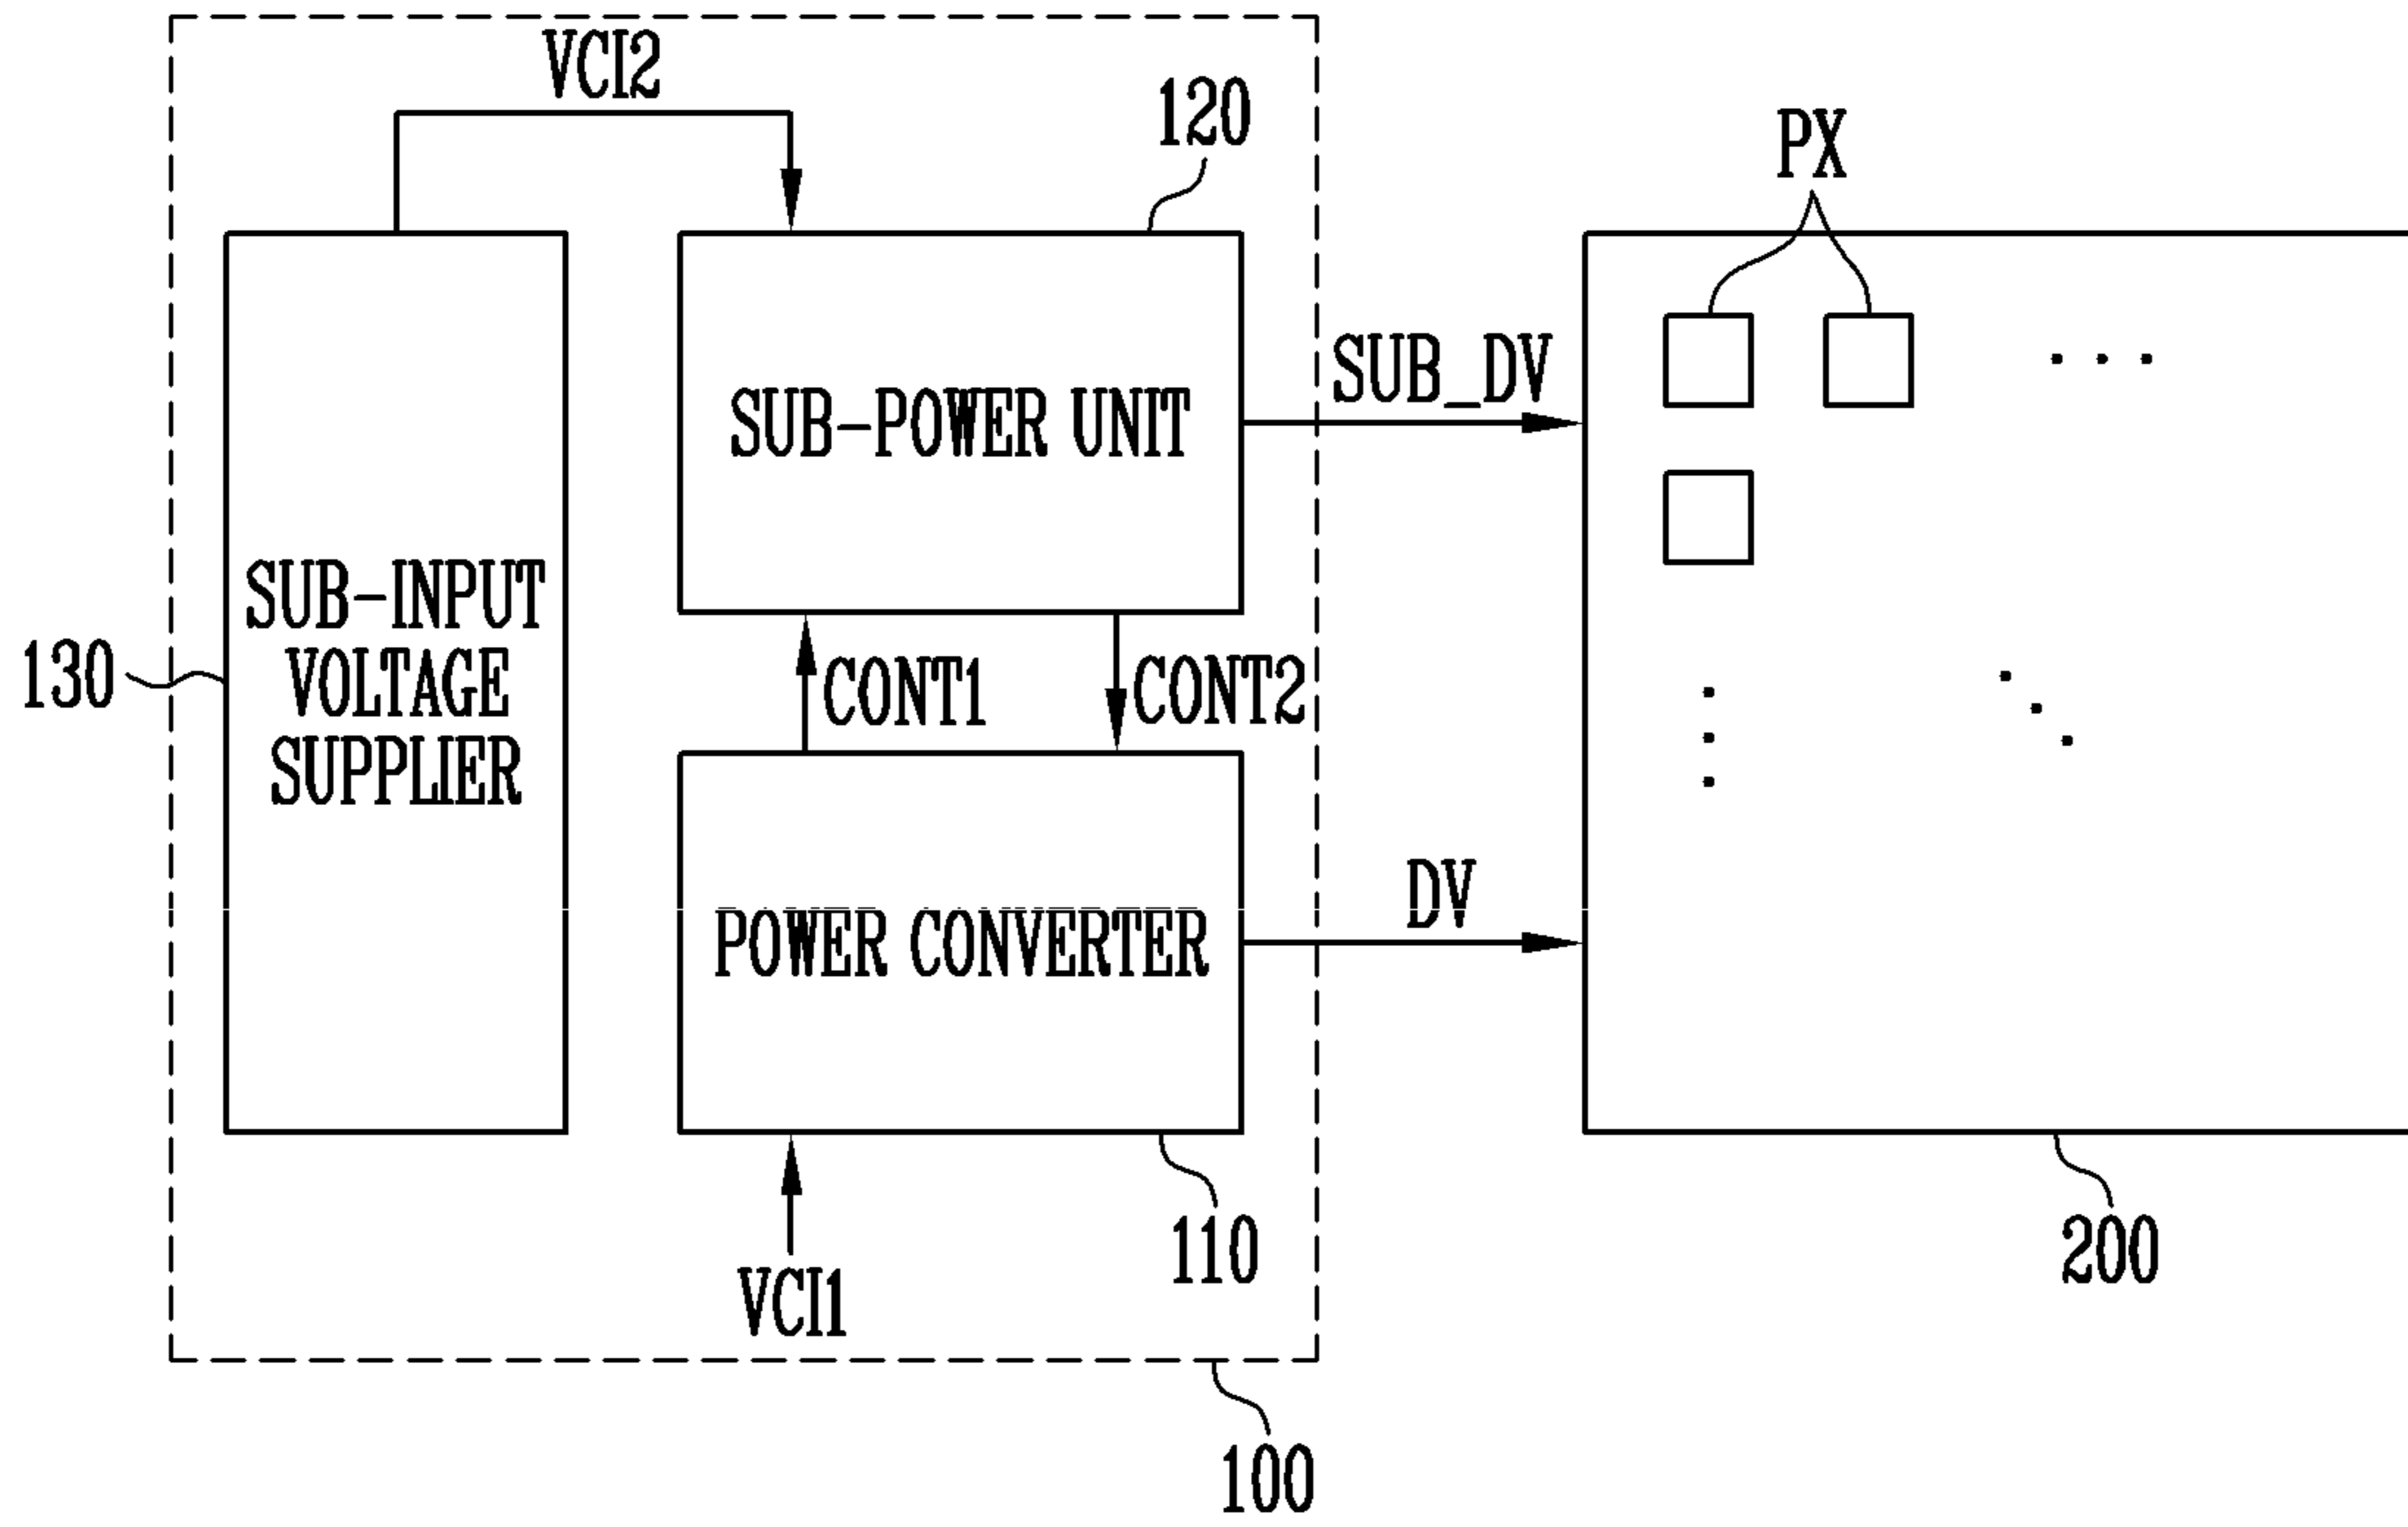 VCI2
120
PX
SUB_DV
SUB-POWER UNIT
SUB-INPUT
VOLTAGE
SUPPLIER
130
CONT1
CONT2
DV
POWER CONVERTER
110
200
VCI1
100